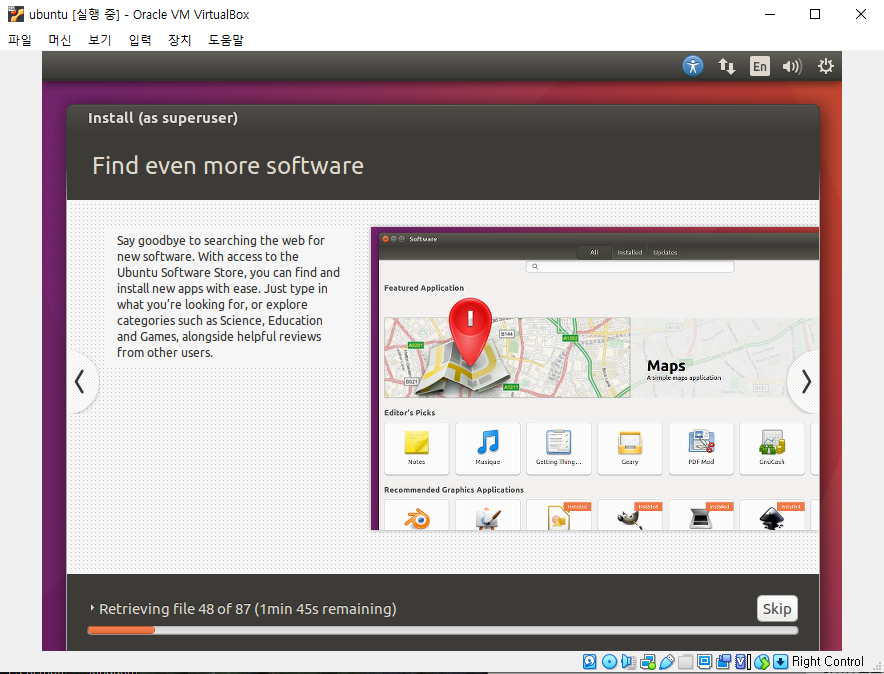 ubuntu [실행 중] - Oracle VM VirtualBox
파일 머신 보기 입력 장치 도움말
En
Install (as superuser)
Find even more software
Say goodbye to searching the web for
new software. With access to the
Ubuntu Software Store, you can find and
install new apps with ease. Just type in
what you're looking for, or explore
categories such as Science, Education
and Games, alongside helpful reviews
from other users.
Software
All Installed Updates
Featured Application
A1201
B144
A1202
B621
A1211
Maps
A simple maps application
Editor's Picks
Notes Musique Getting Thing... Geary PDF Mod GnuCash
Recommended Graphics Applications
Installed Installed Installed Installed
Retrieving file 48 of 87 (1min 45s remaining)
Skip
Right Control